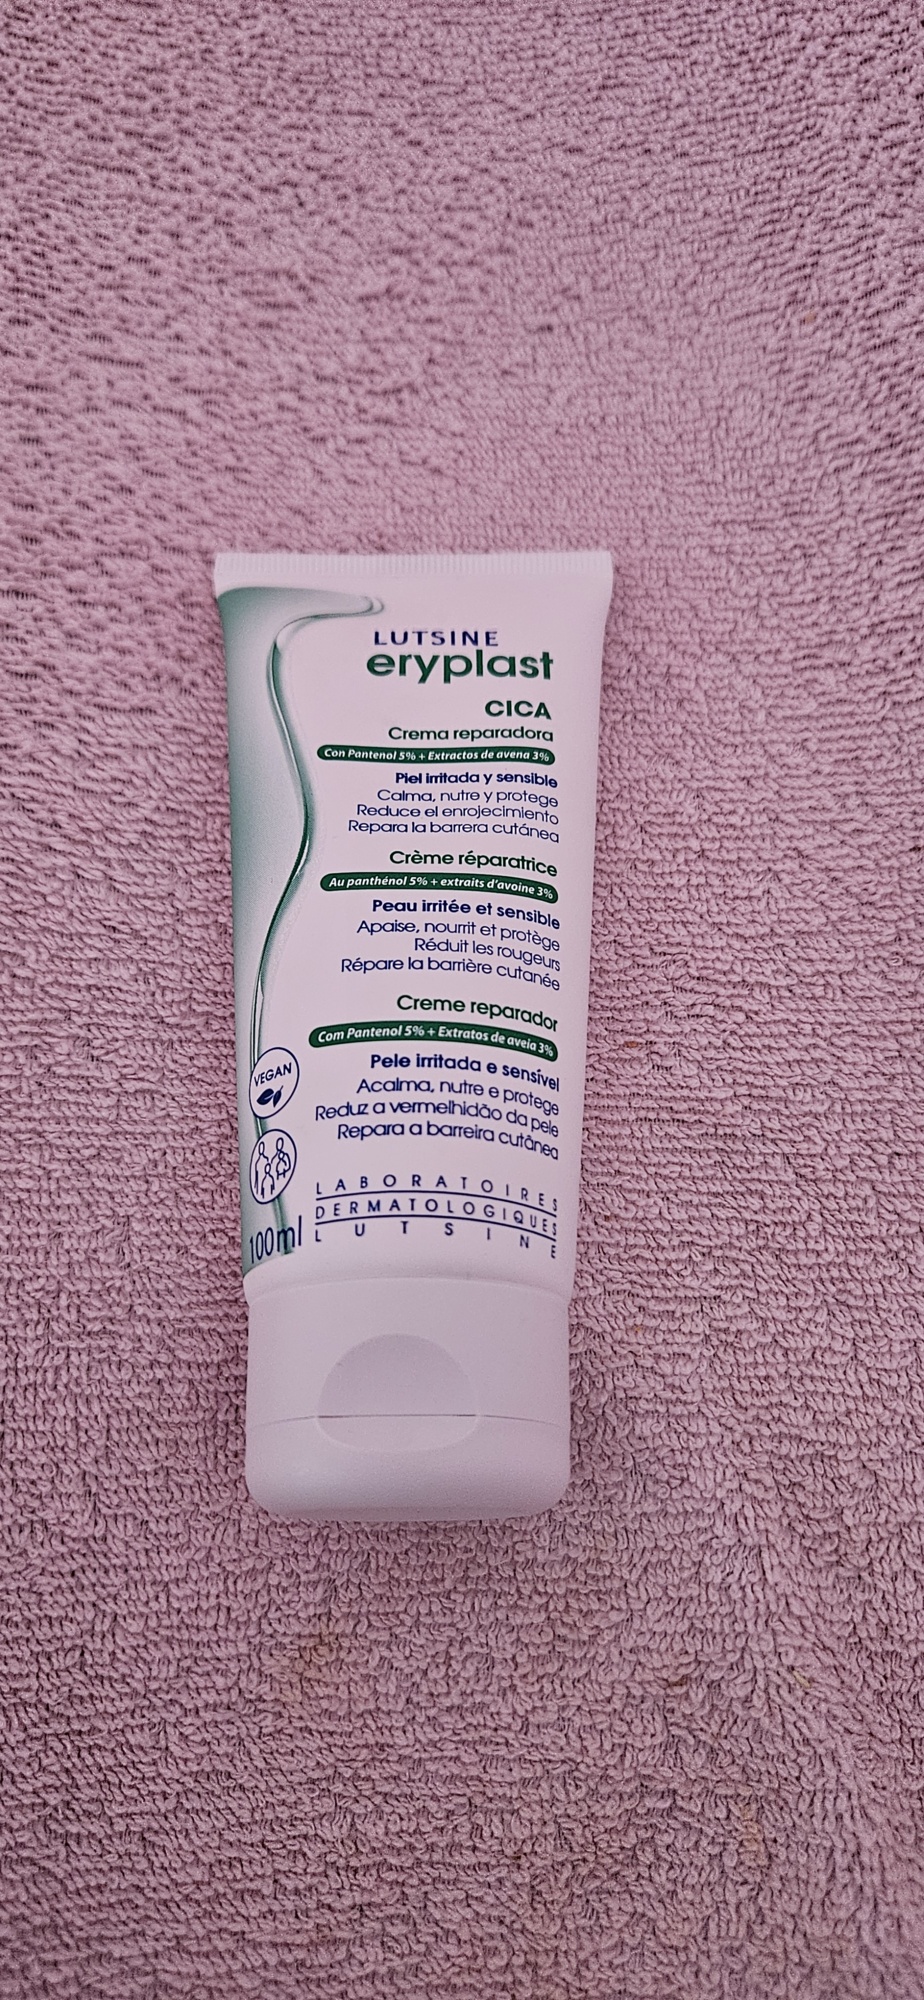 LUTSINE
eryplast
CICA
Crema reparadora
Con Pantenol 5% + Extractos de avena 3%
Piel irritada y sensible
Calma, nutre y protege
Reduce el enrojecimiento
Repara la barrera cutánea
Crème réparatrice
Au panthénol 5% + extraits d'avoine 3%
Peau irritée et sensible
Apaise, nourrit et protège
Réduit les rougeurs
Répare la barrière cutanée
Creme reparador
Com Pantenol 5% + Extratos de aveia 3%
Pele irritada e sensível
Acalma, nutre e protege
Reduz a vermelhidão da pele
Repara a barreira cutânea
VEGAN
LABORATOIRES
DERMATOLOGIQUES
LUTSINE
100ml